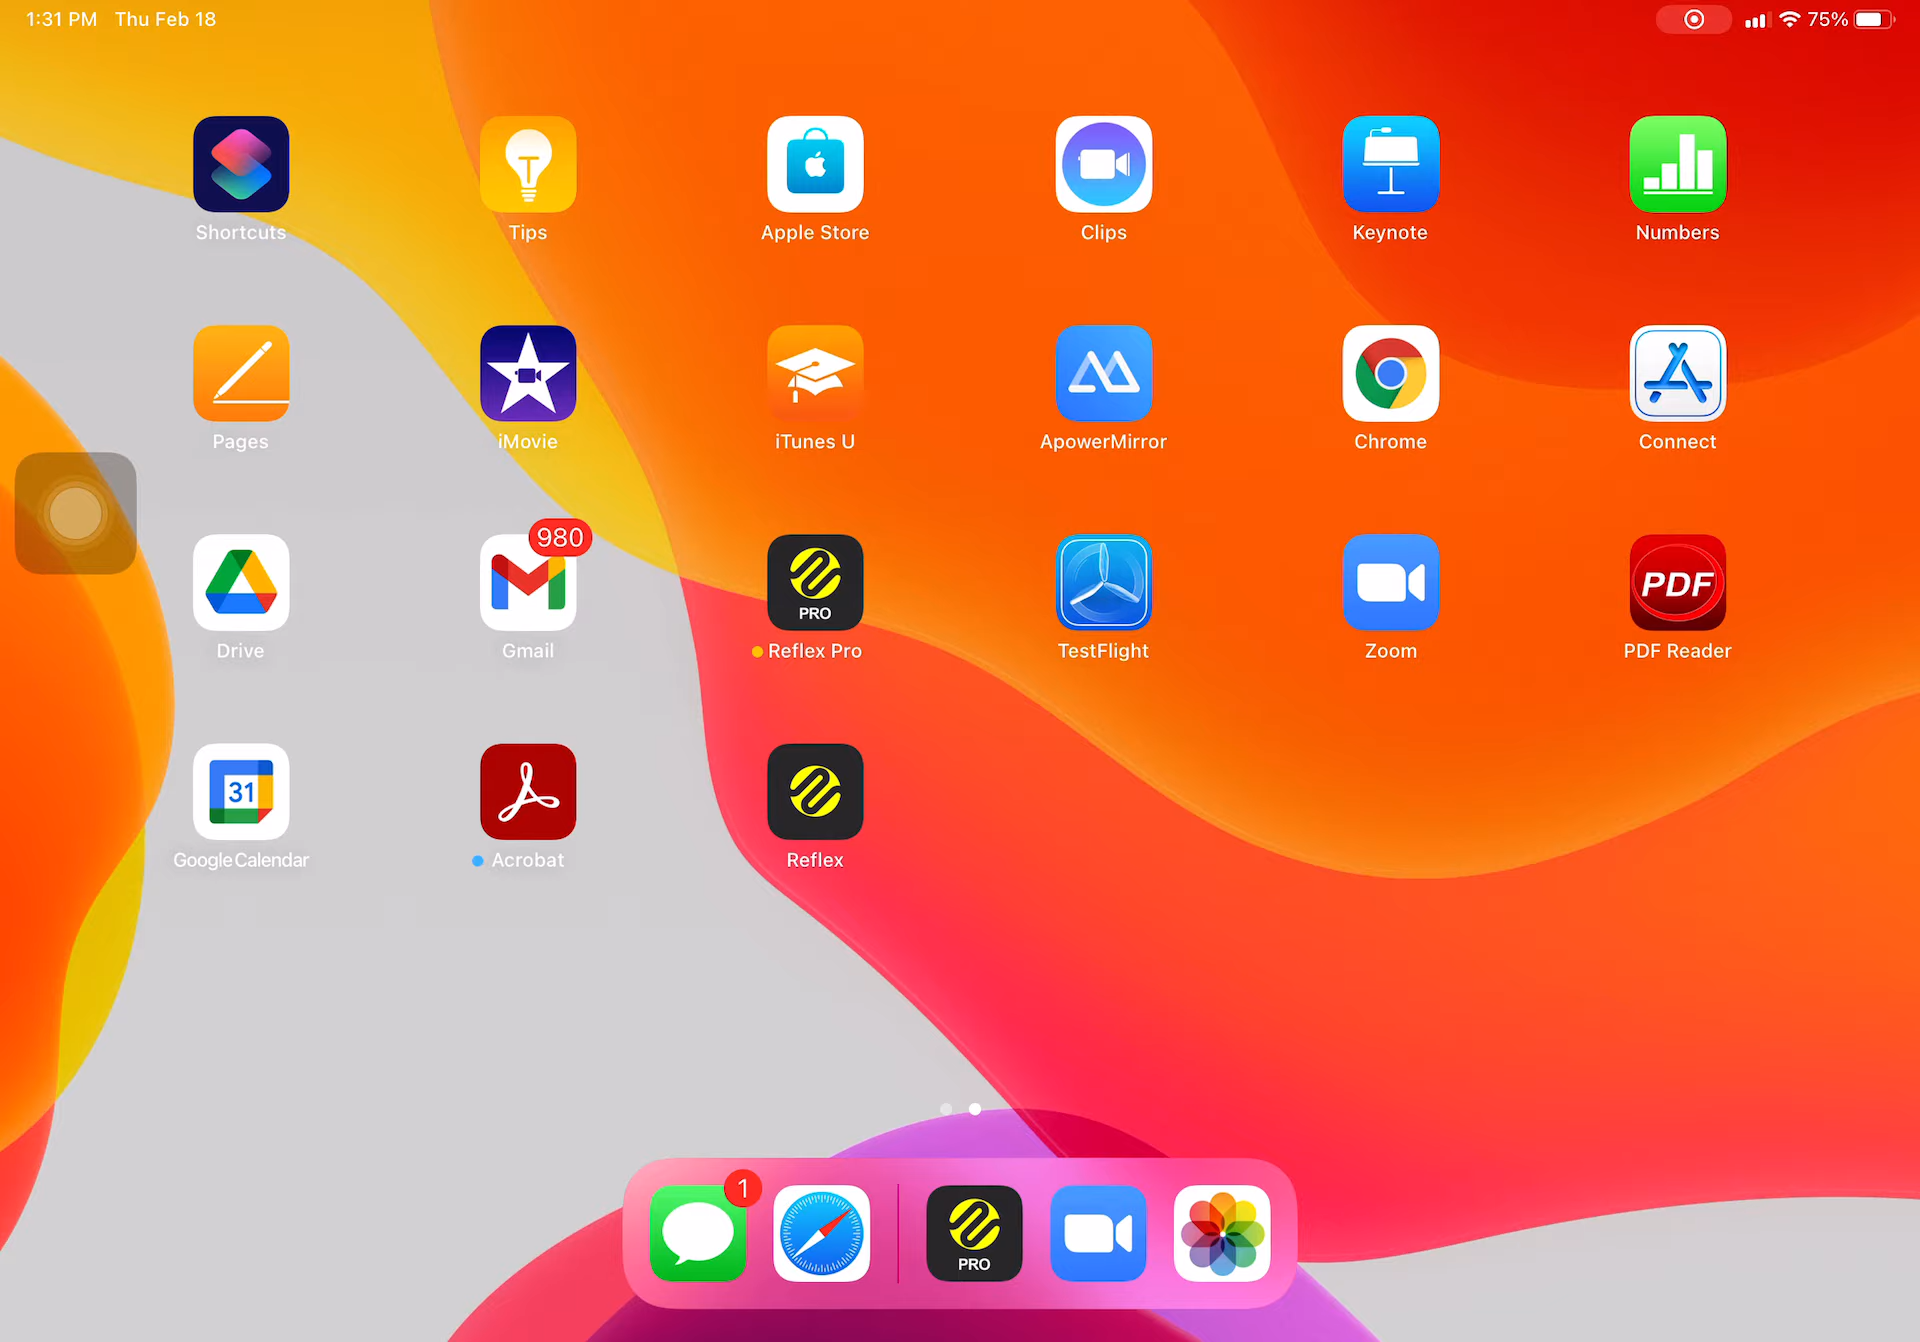 1:31 PM Thu Feb 18
75%
Shortcuts
Tips
Apple Store
Clips
Keynote
Numbers
Pages
iMovie
iTunes U
ApowerMirror
Chrome
Connect
980
PRO
PDF
Drive
Gmail
Reflex Pro
TestFlight
Zoom
PDF Reader
31
Google Calendar
Acrobat
Reflex
1
PRO